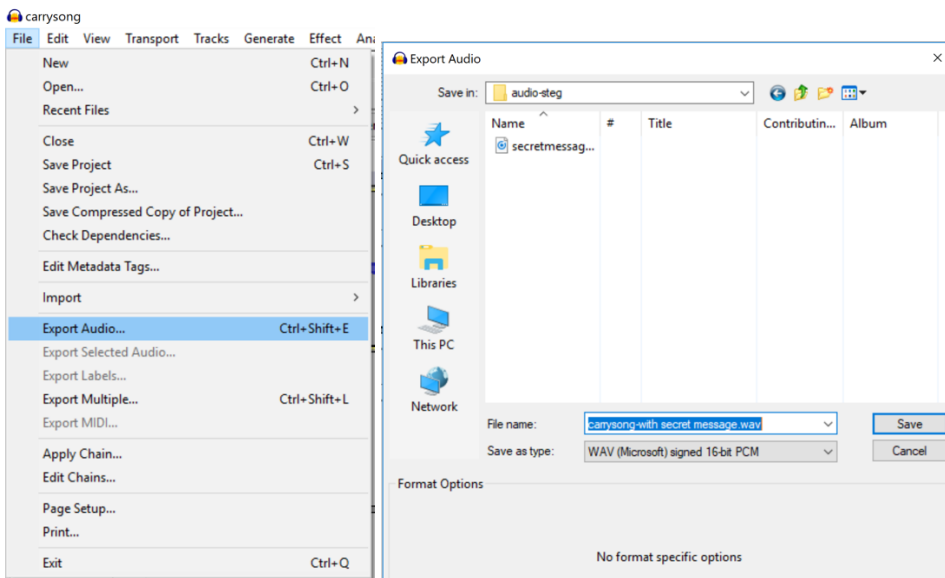 carrysong
File Edit View Transport Tracks Generate Effect Ana
New Ctrl+N
Open... Ctrl+O
Recent Files >
Close Ctrl+W
Save Project Ctrl+S
Save Project As...
Save Compressed Copy of Project...
Check Dependencies...
Edit Metadata Tags...
Import >
Export Audio... Ctrl+Shift+E
Export Selected Audio...
Export Labels...
Export Multiple... Ctrl+Shift+L
Export MIDI...
Apply Chain...
Edit Chains...
Page Setup...
Print...
Exit Ctrl+Q
Export Audio
Save in: audio-steg
Name # Title Contributin... Album
secretmessag...
Quick access
Desktop
Libraries
This PC
Network
File name: carrysong-with secret message.wav Save
Save as type: WAV (Microsoft) signed 16-bit PCM Cancel
Format Options
No format specific options